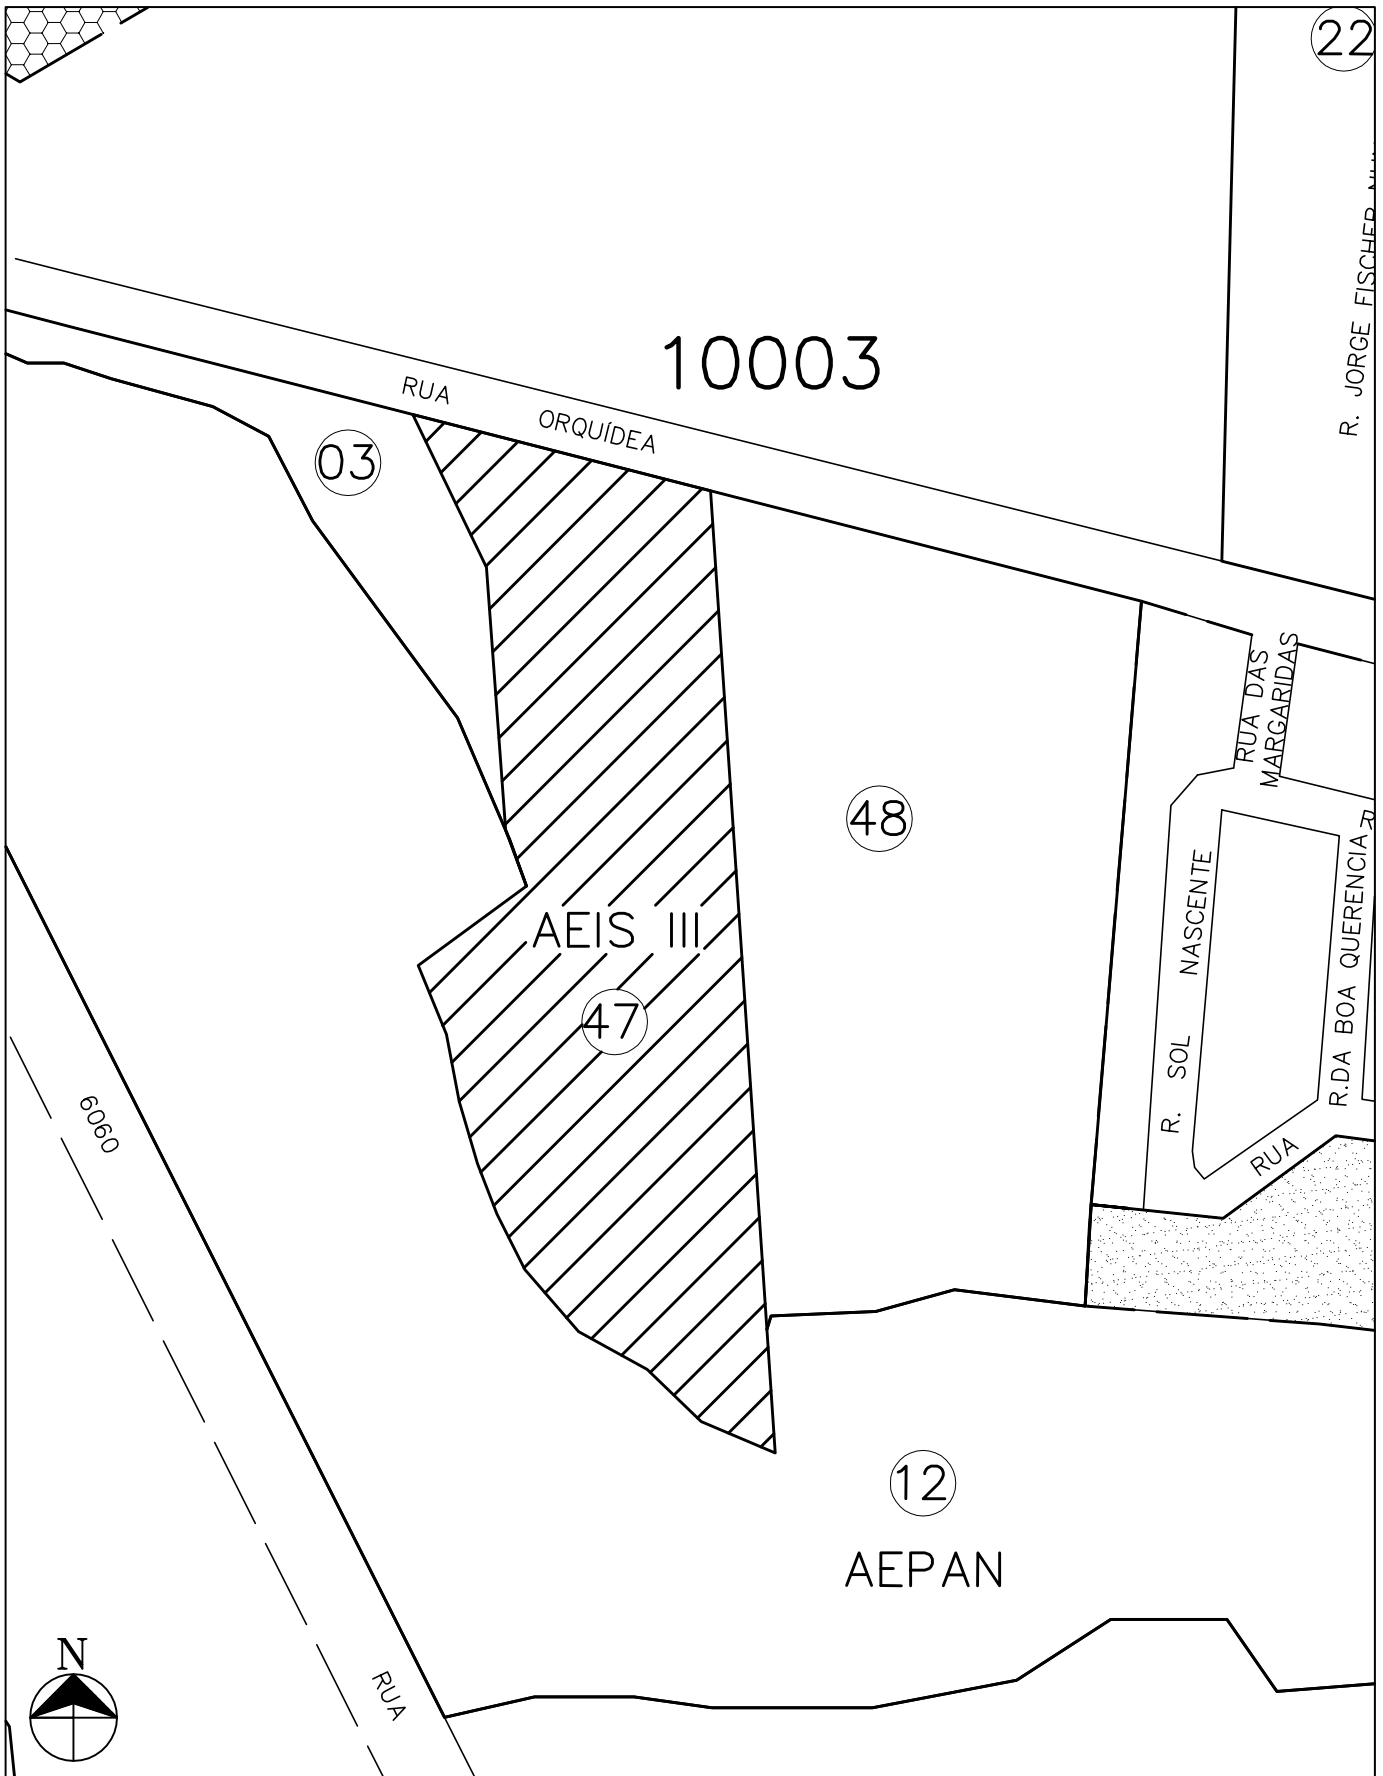 22
R. JORGE FISCHER
10003
RUA ORQUÍDEA
03
RUA DAS
MARGARIDAS
48
R. SOL NASCENTE
R.DA BOA QUERENCIA
R
AEIS III
47
6060
RUA
RUA
12
AEPAN
N